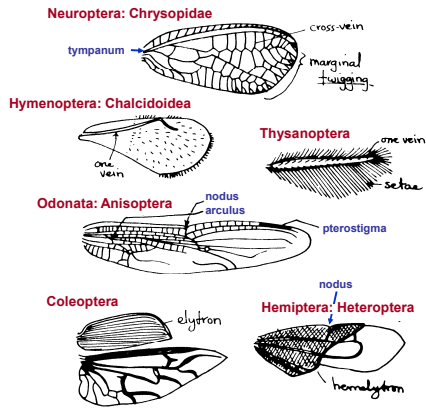 Neuroptera: Chrysopidae
cross-vein
tympanum
marginal
twigging
Hymenoptera: Chalcidoidea
one
vein
Thysanoptera
one vein
setae
Odonata: Anisoptera
nodus
arculus
pterostigma
Coleoptera
elytron
nodus
Hemiptera: Heteroptera
hemelytron